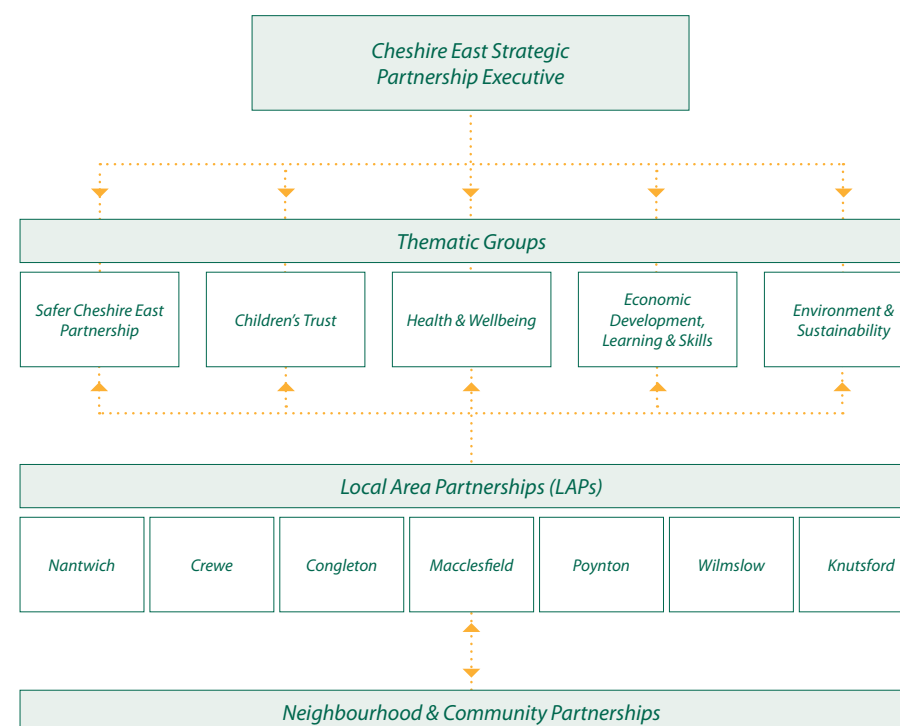 Cheshire East Strategic
Partnership Executive
Thematic Groups
Safer Cheshire East
Partnership
Children's Trust
Health & Wellbeing
Economic
Development,
Learning & Skills
Environment &
Sustainability
Local Area Partnerships (LAPs)
Nantwich
Crewe
Congleton
Macclesfield
Poynton
Wilmslow
Knutsford
Neighbourhood & Community Partnerships